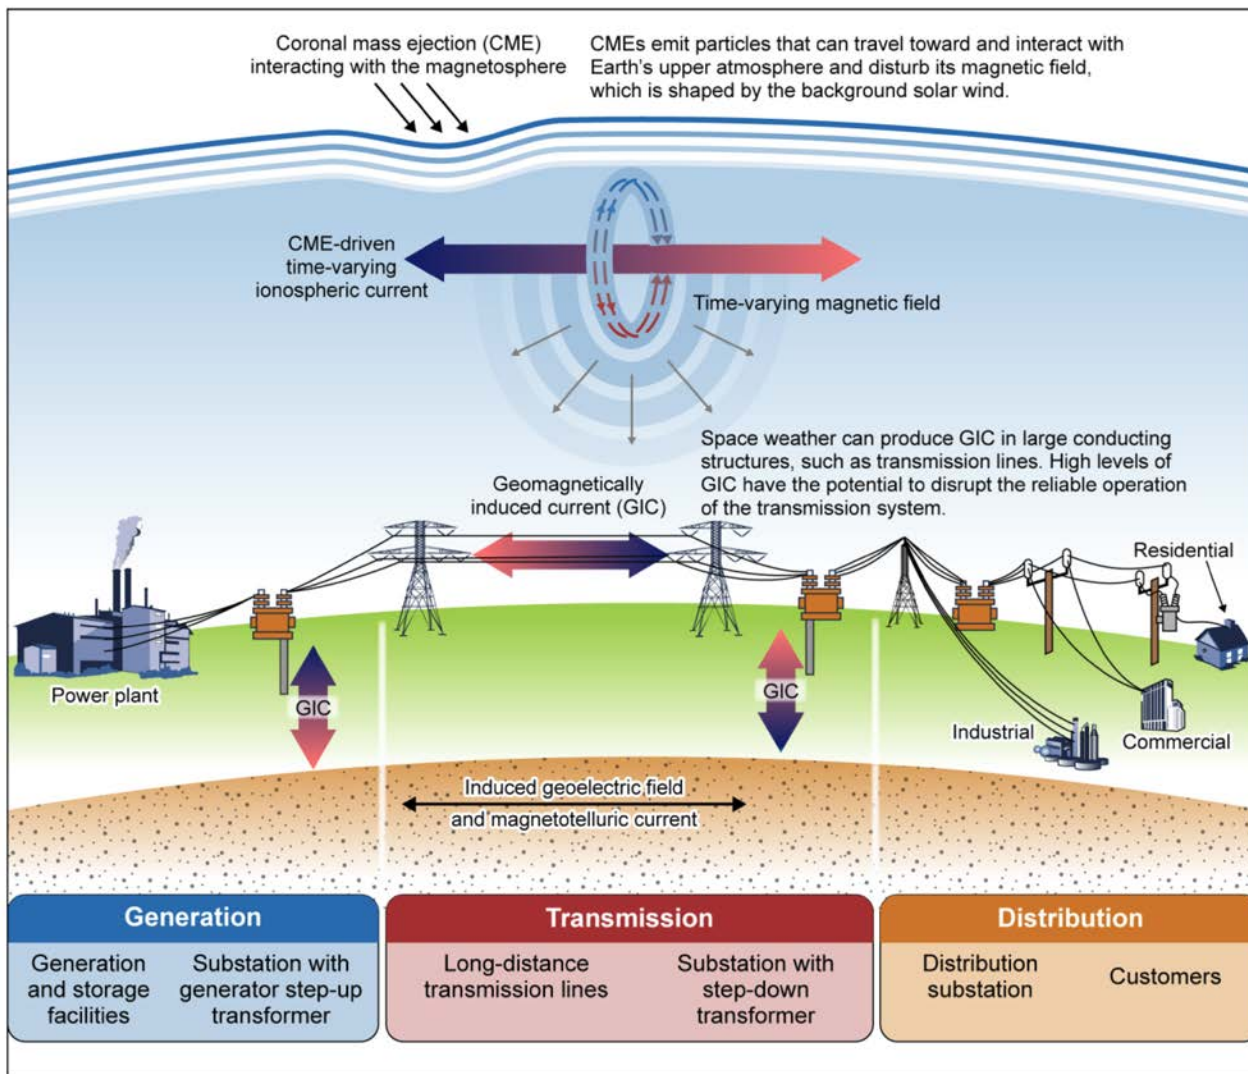 Coronal mass ejection (CME)
interacting with the magnetosphere
CMEs emit particles that can travel toward and interact with
Earth's upper atmosphere and disturb its magnetic field,
which is shaped by the background solar wind.
CME-driven
time-varying
ionospheric current
Time-varying magnetic field
Space weather can produce GIC in large conducting
structures, such as transmission lines. High levels of
GIC have the potential to disrupt the reliable operation
of the transmission system.
Geomagnetically
induced current (GIC)
Residential
Power plant
GIC
GIC
Industrial
Commercial
Induced geoelectric field
and magnetotelluric current
Generation
Generation
and storage
facilities
Substation with
generator step-up
transformer
Transmission
Long-distance
transmission lines
Substation with
step-down
transformer
Distribution
Distribution
substation
Customers